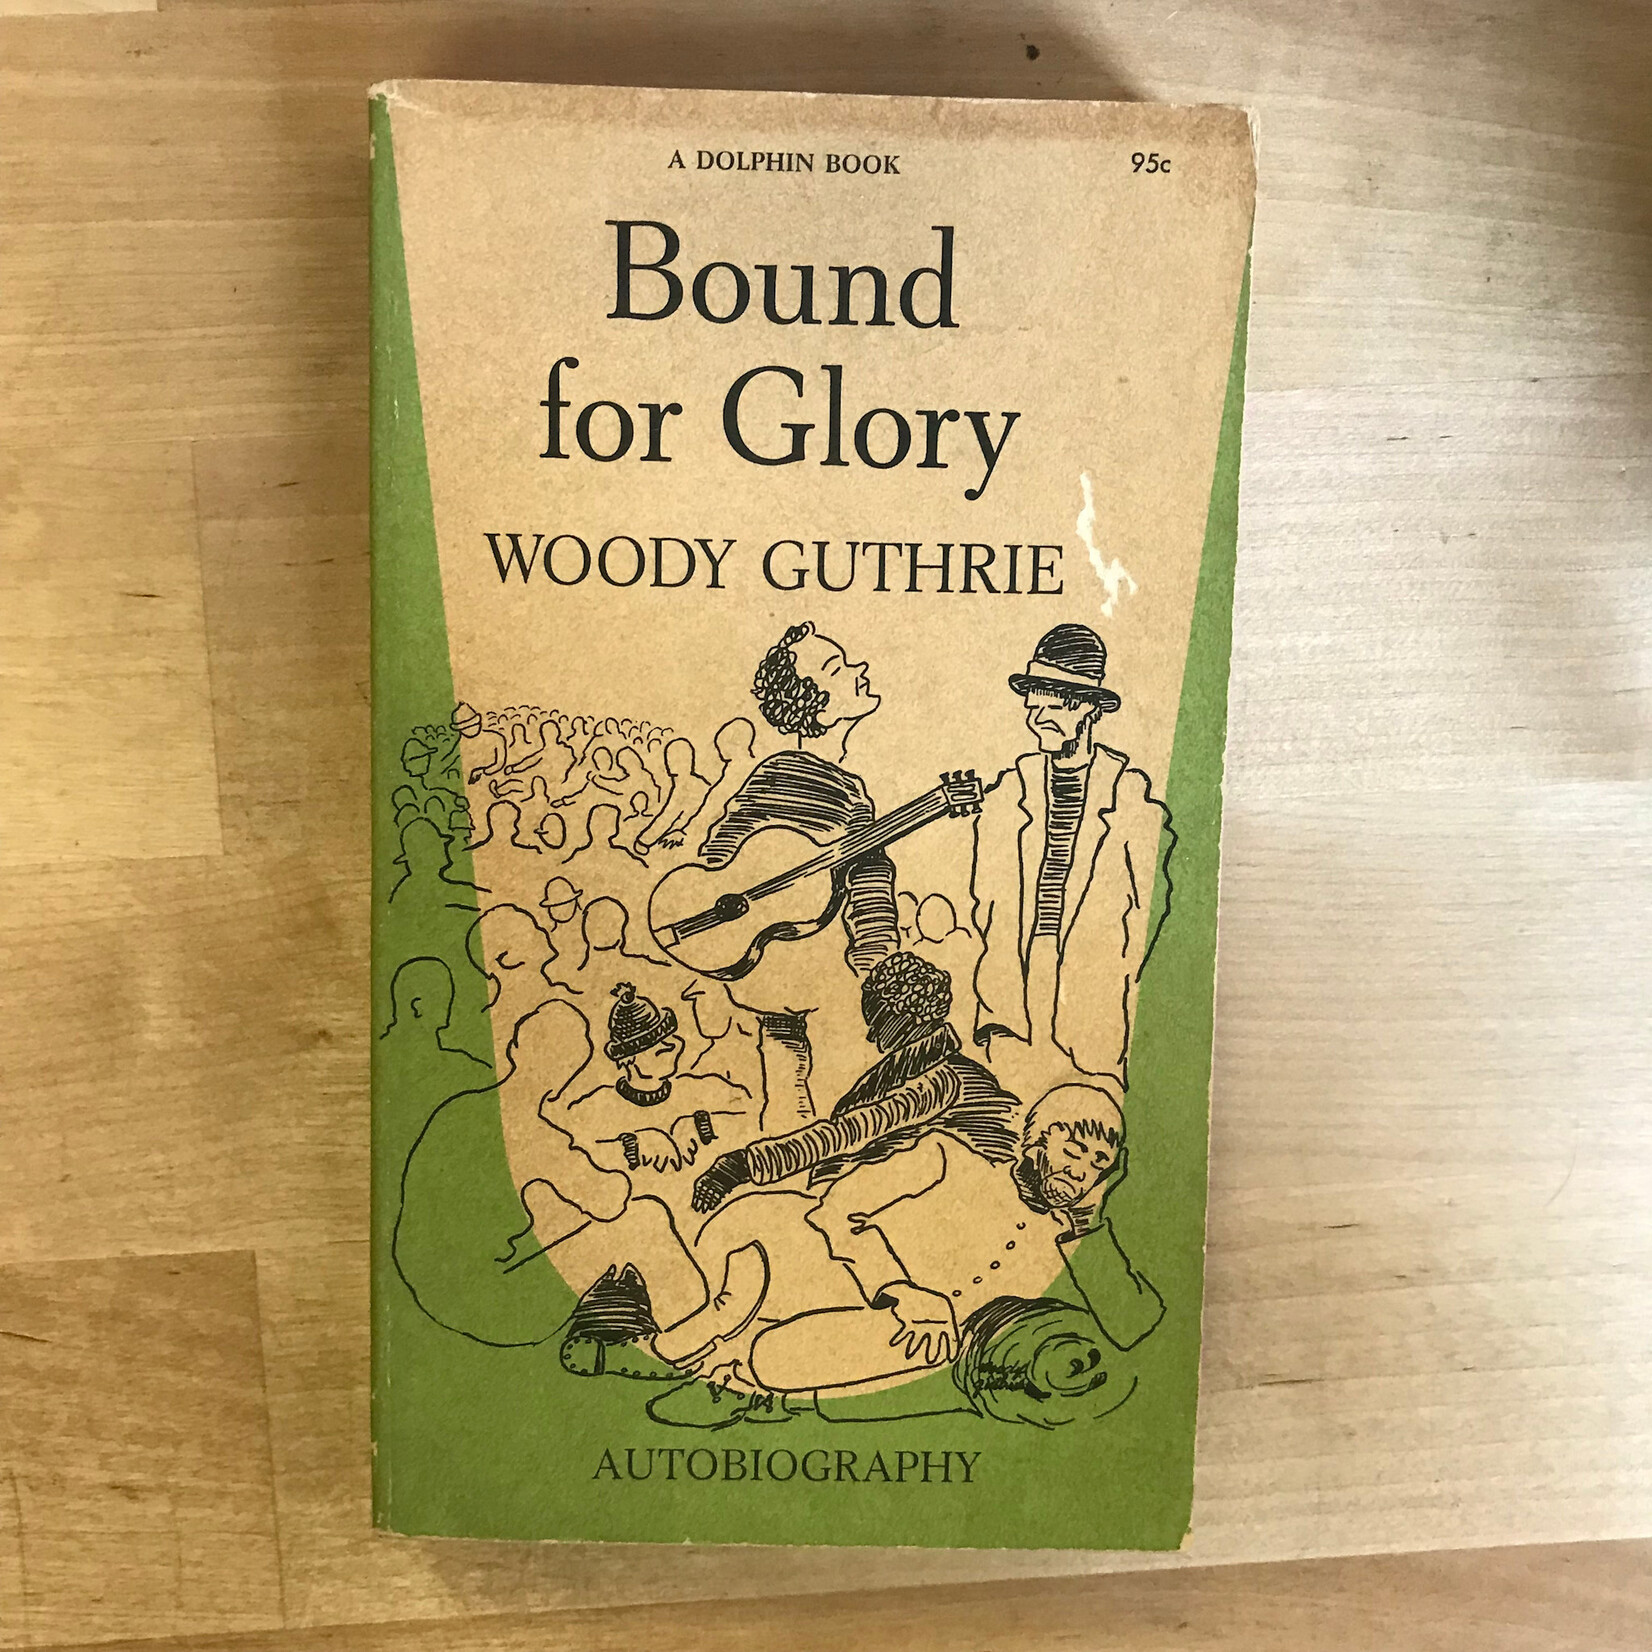 A DOLPHIN BOOK 95c
Bound
for Glory
WOODY GUTHRIE
AUTOBIOGRAPHY